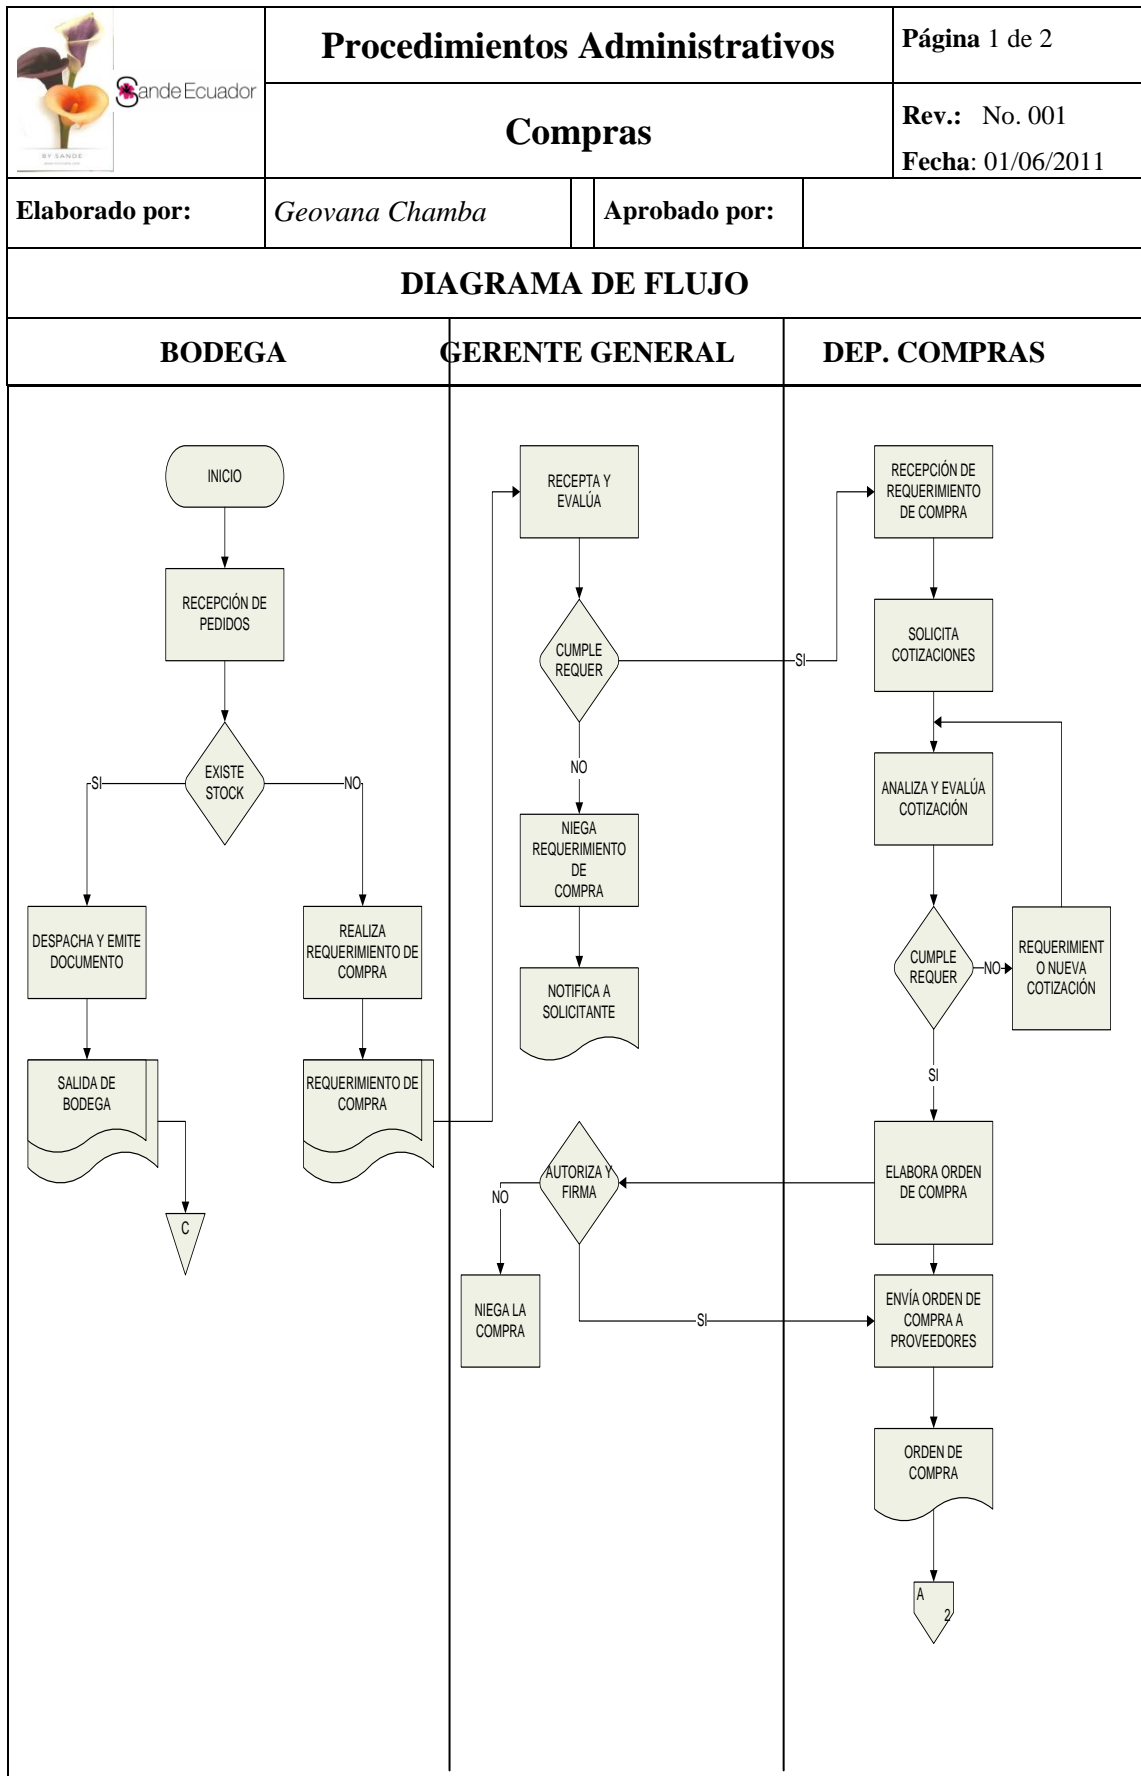 Procedimientos Administrativos
Página 1 de 2
SandeEcuador
BY SANDE
Compras
Rev.: No. 001
Fecha: 01/06/2011
Elaborado por:
Geovana Chamba
Aprobado por:
DIAGRAMA DE FLUJO
BODEGA
GERENTE GENERAL
DEP. COMPRAS
INICIO
RECEPCIÓN DE
PEDIDOS
EXISTE
STOCK
SI
NO
DESPACHA Y EMITE
DOCUMENTO
REALIZA
REQUERIMIENTO DE
COMPRA
SALIDA DE
BODEGA
REQUERIMIENTO DE
COMPRA
C
RECEPTA Y
EVALÚA
CUMPLE
REQUER
SI
NO
NIEGA
REQUERIMIENTO
DE
COMPRA
NOTIFICA A
SOLICITANTE
AUTORIZA Y
FIRMA
NO
NIEGA LA
COMPRA
SI
RECEPCIÓN DE
REQUERIMIENTO
DE COMPRA
SOLICITA
COTIZACIONES
ANALIZA Y EVALÚA
COTIZACIÓN
CUMPLE
REQUER
NO
REQUERIMIENT
O NUEVA
COTIZACIÓN
SI
ELABORA ORDEN
DE COMPRA
ENVÍA ORDEN DE
COMPRA A
PROVEEDORES
ORDEN DE
COMPRA
A
2